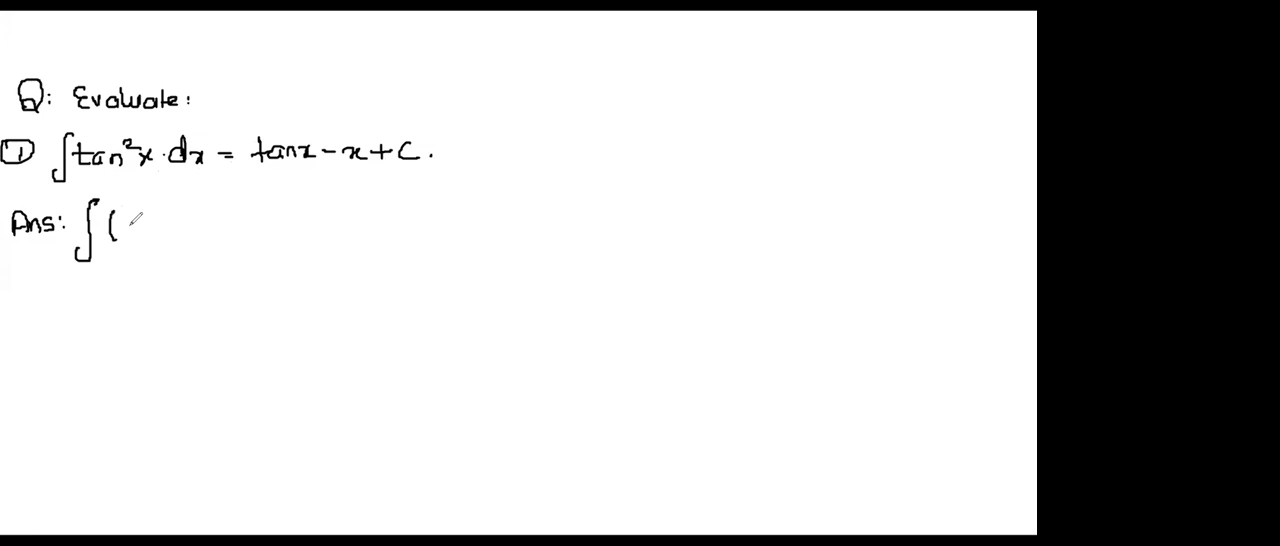 Q: Evaluate:
① ∫tan²x·dx = tanx-x+C.
Ans: ∫(